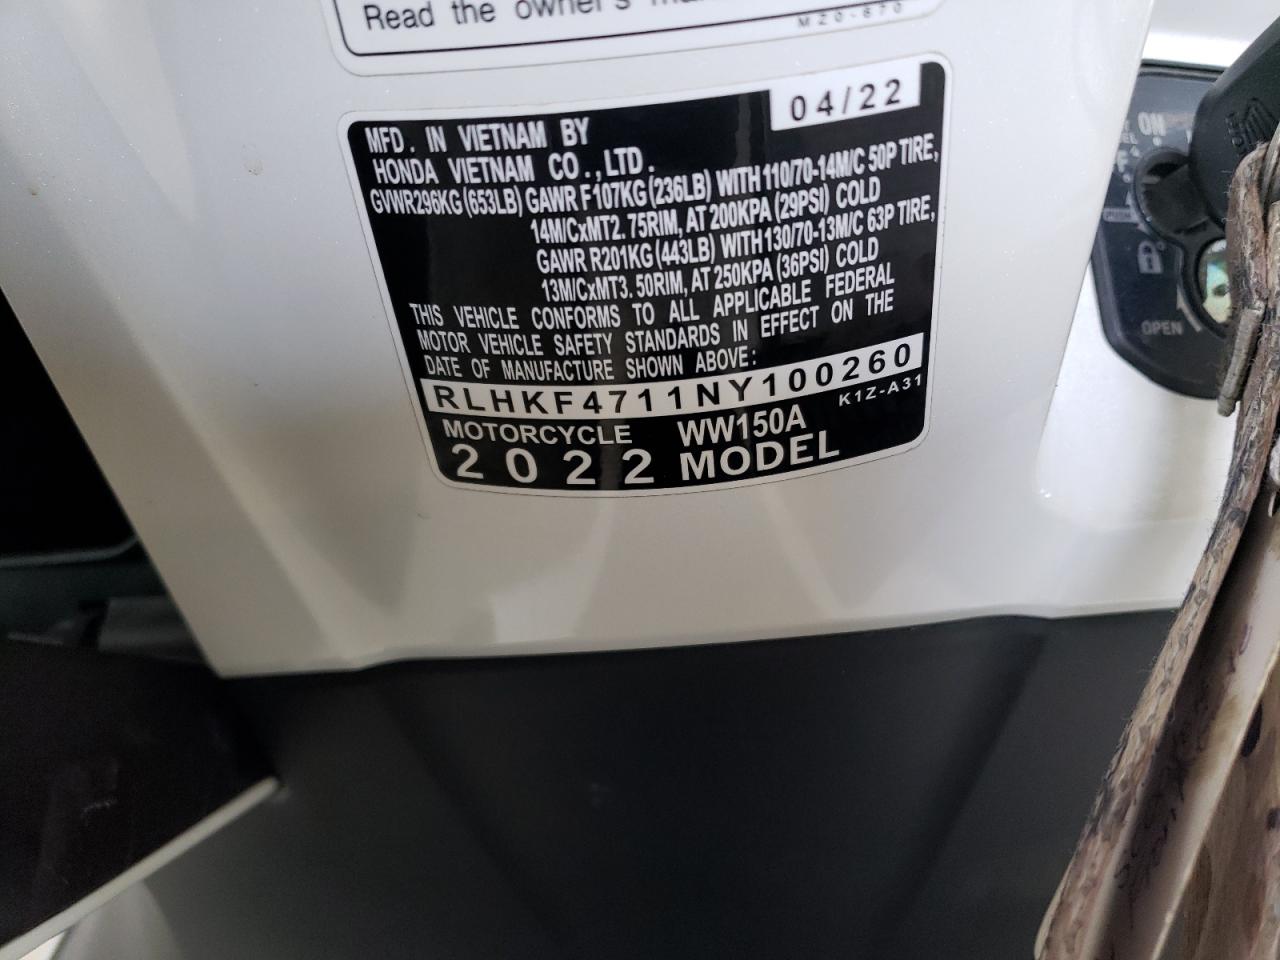 Read the owner's
MZ0-870
04/22
MFD. IN VIETNAM BY
HONDA VIETNAM CO.,LTD.
GVWR296KG(653LB) GAWR F107KG(236LB) WITH 110/70-14M/C 50P TIRE,
14M/CxMT2.75RIM, AT 200KPA (29PSI) COLD
GAWR R201KG(443LB) WITH130/70-13M/C 63P TIRE,
13M/CxMT3.50RIM, AT 250KPA (36PSI) COLD
THIS VEHICLE CONFORMS TO ALL APPLICABLE FEDERAL
MOTOR VEHICLE SAFETY STANDARDS IN EFFECT ON THE
DATE OF MANUFACTURE SHOWN ABOVE:
RLHKF4711NY100260
K1Z-A31
MOTORCYCLE WW150A
2022 MODEL
ON
PUSH
OPEN